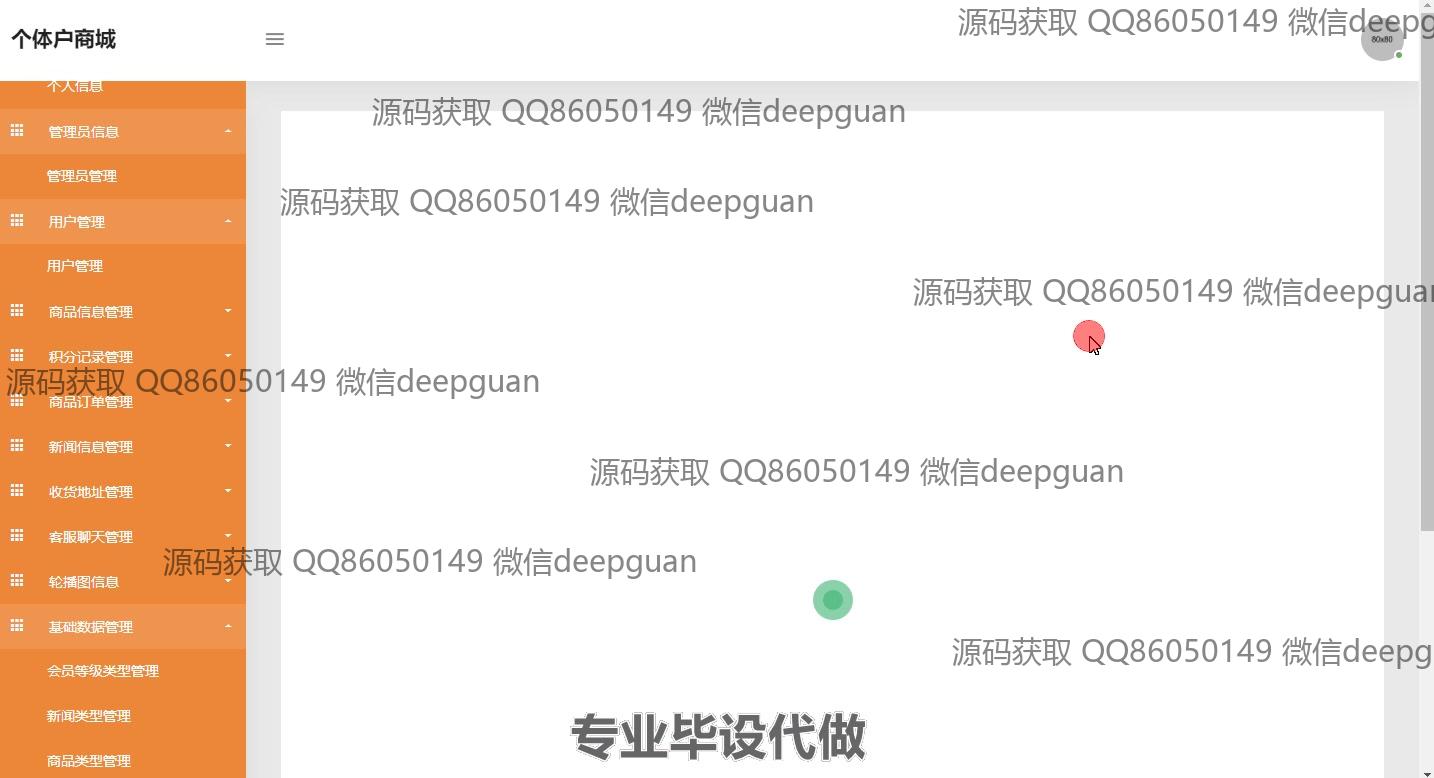 源码获取 QQ86050149 微信deepg
个体户商城
80x80
个人信息
源码获取 QQ86050149 微信deepguan
管理员信息
管理员管理
源码获取 QQ86050149 微信deepguan
用户管理
用户管理
源码获取 QQ86050149 微信deepguan
商品信息管理
积分记录管理
源码获取 QQ86050149 微信deepguan
商品订单管理
新闻信息管理
源码获取 QQ86050149 微信deepguan
收货地址管理
客服聊天管理
源码获取 QQ86050149 微信deepguan
轮播图信息
基础数据管理
源码获取 QQ86050149 微信deepg
会员等级类型管理
新闻类型管理
专业毕设代做
商品类型管理